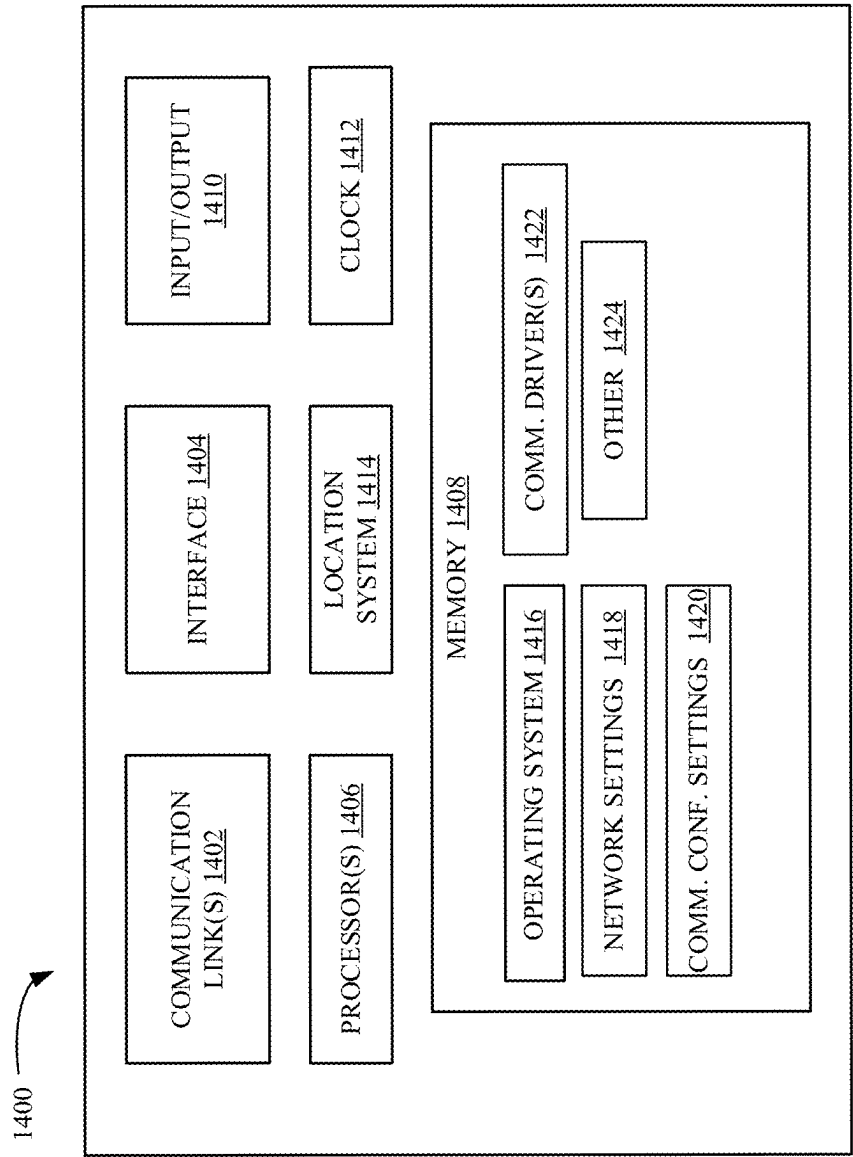 1400
COMMUNICATION
LINK(S) 1402
INTERFACE 1404
INPUT/OUTPUT
1410
PROCESSOR(S) 1406
LOCATION
SYSTEM 1414
CLOCK 1412
MEMORY 1408
OPERATING SYSTEM 1416
COMM. DRIVER(S) 1422
NETWORK SETTINGS 1418
OTHER 1424
COMM. CONF. SETTINGS 1420